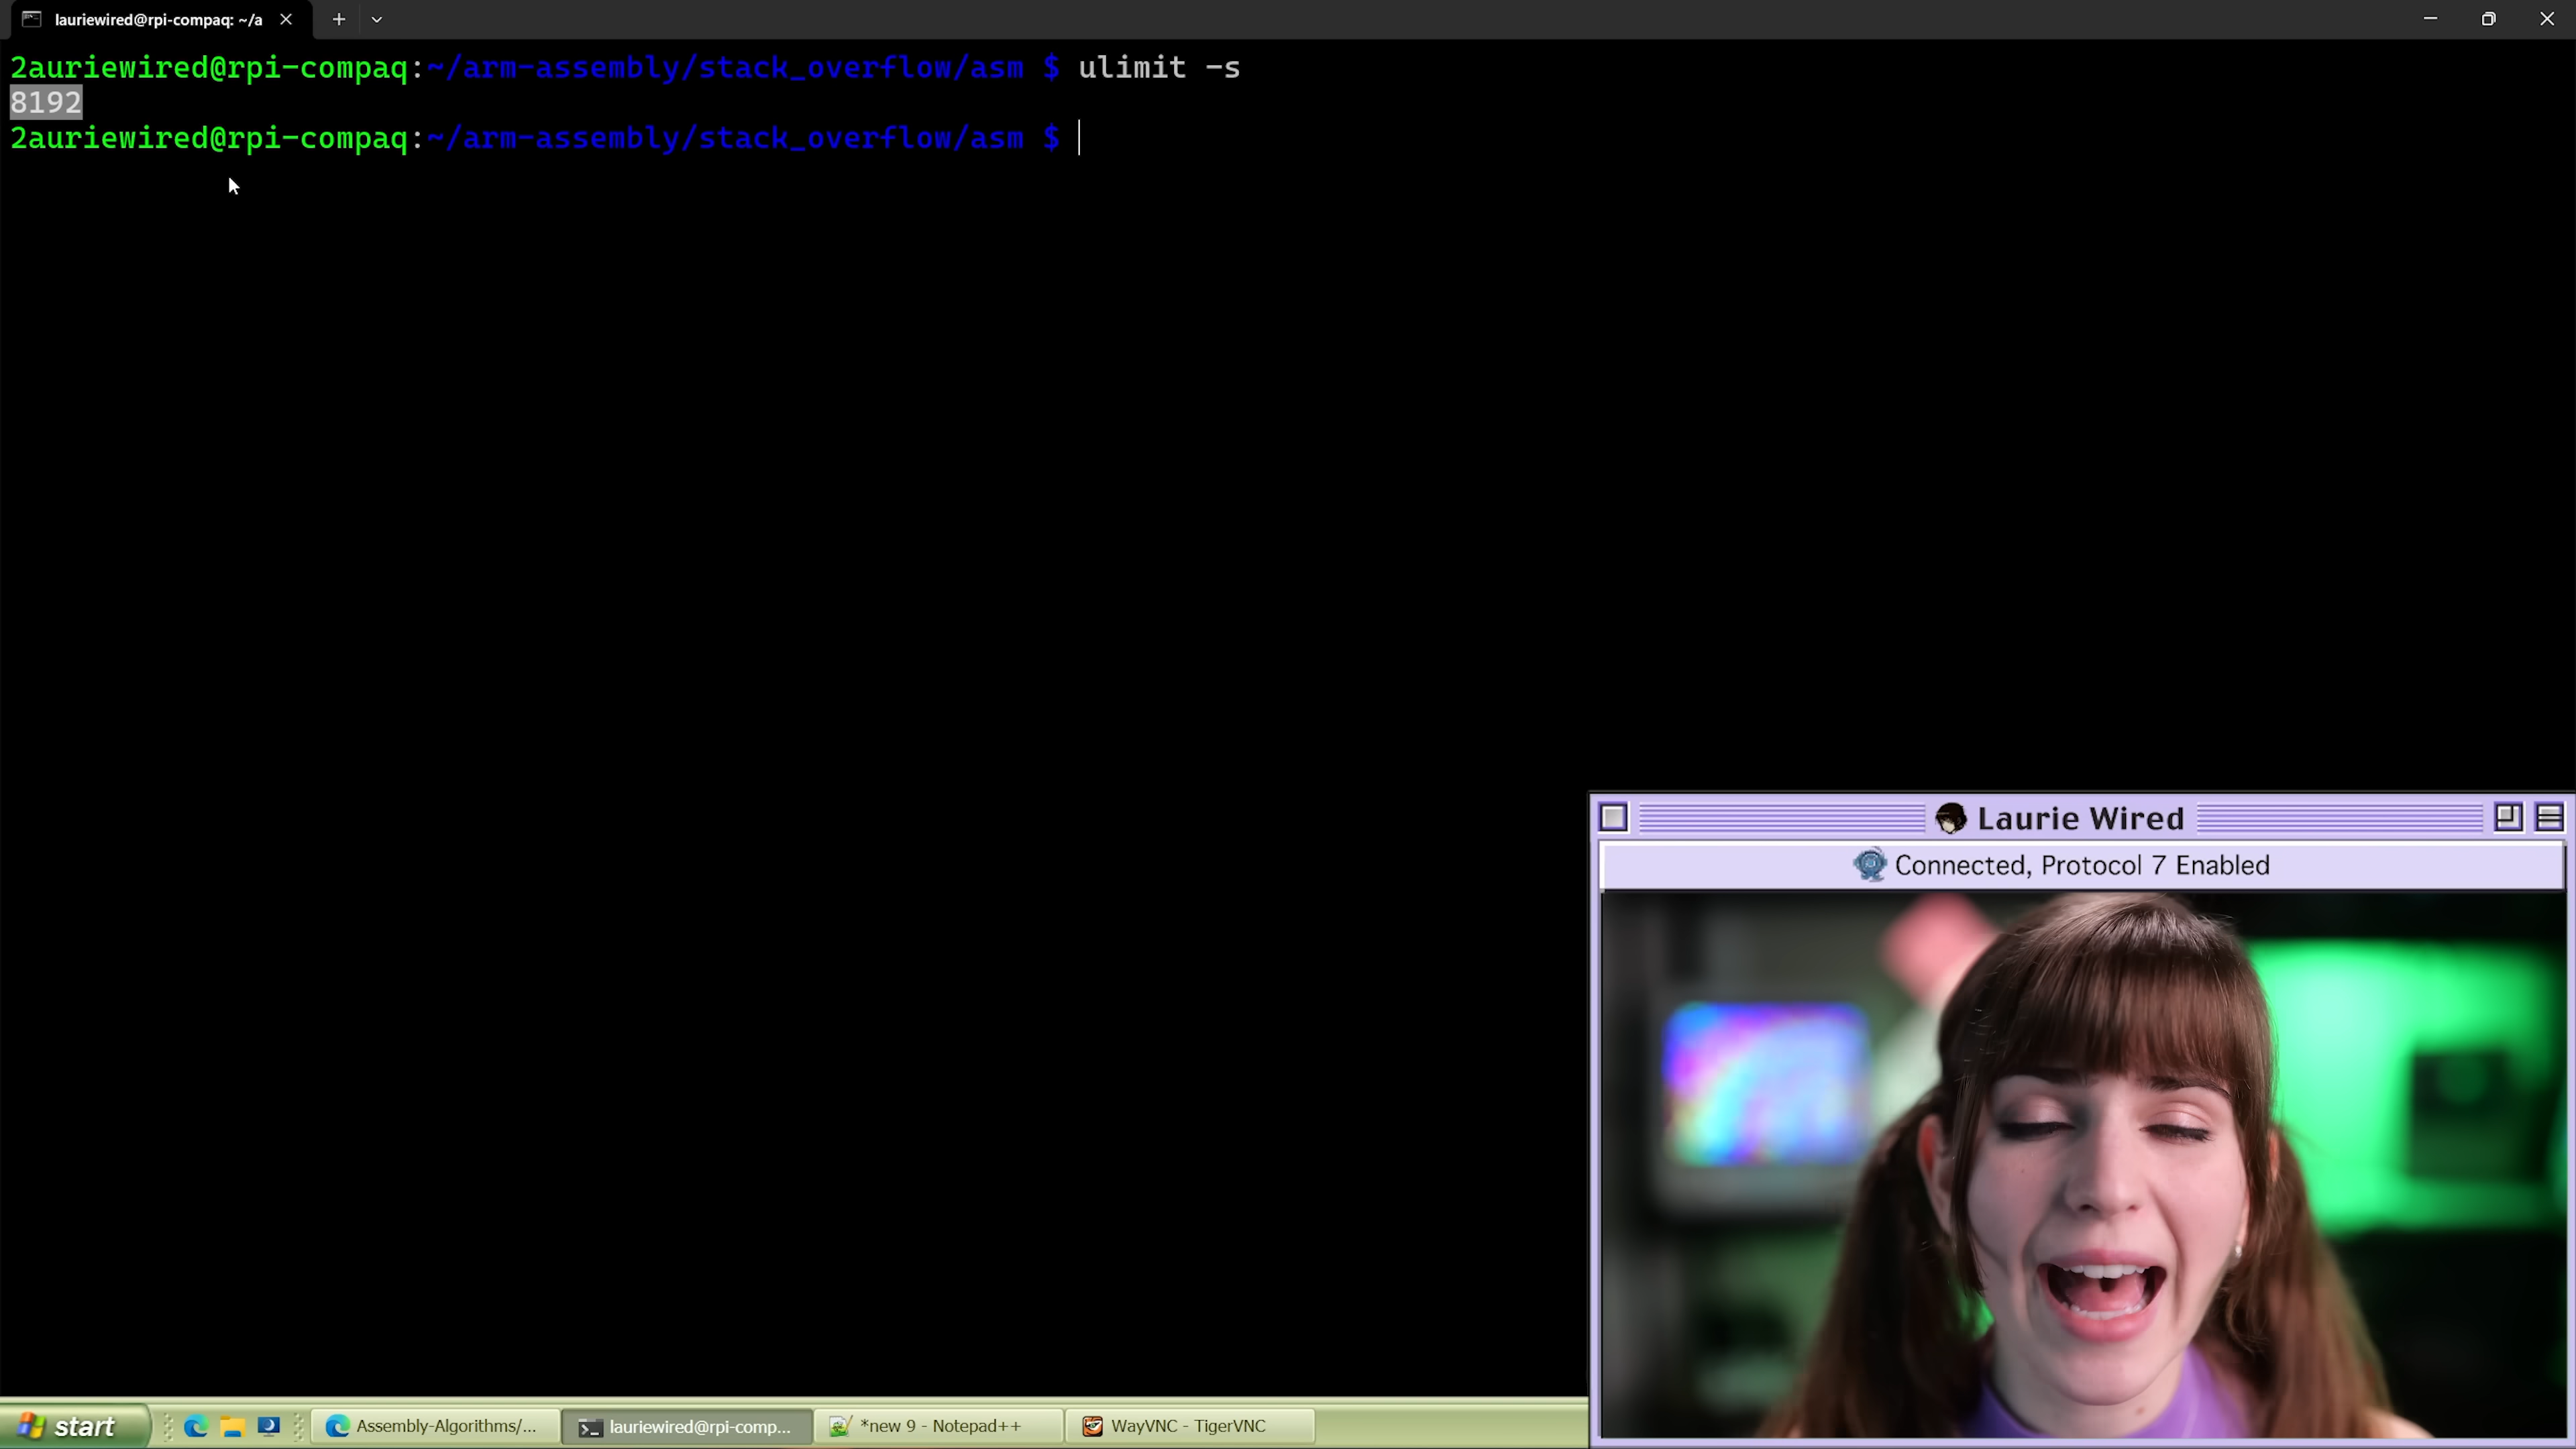 lauriewired@rpi-compaq: ~/a
2auriewired@rpi-compaq:~/arm-assembly/stack_overflow/asm $ ulimit -s
8192
2auriewired@rpi-compaq:~/arm-assembly/stack_overflow/asm $
Laurie Wired
Connected, Protocol 7 Enabled
start
Assembly-Algorithms/...
lauriewired@rpi-comp...
*new 9 - Notepad++
WayVNC - TigerVNC